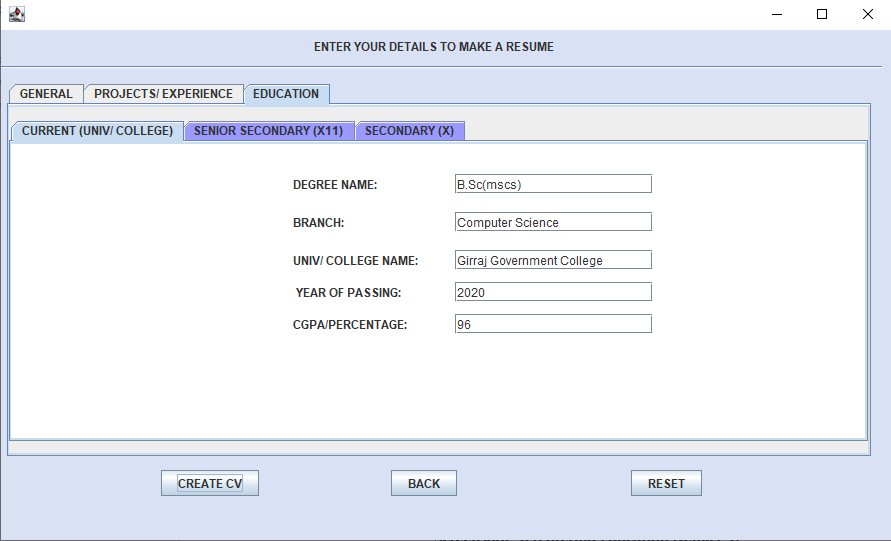 ENTER YOUR DETAILS TO MAKE A RESUME
GENERAL PROJECTS/ EXPERIENCE EDUCATION
CURRENT (UNIV/ COLLEGE) SENIOR SECONDARY (X11) SECONDARY (X)
DEGREE NAME: B.Sc(mscs)
BRANCH: Computer Science
UNIV/ COLLEGE NAME: Girraj Government College
YEAR OF PASSING: 2020
CGPA/PERCENTAGE: 96
CREATE CV BACK RESET